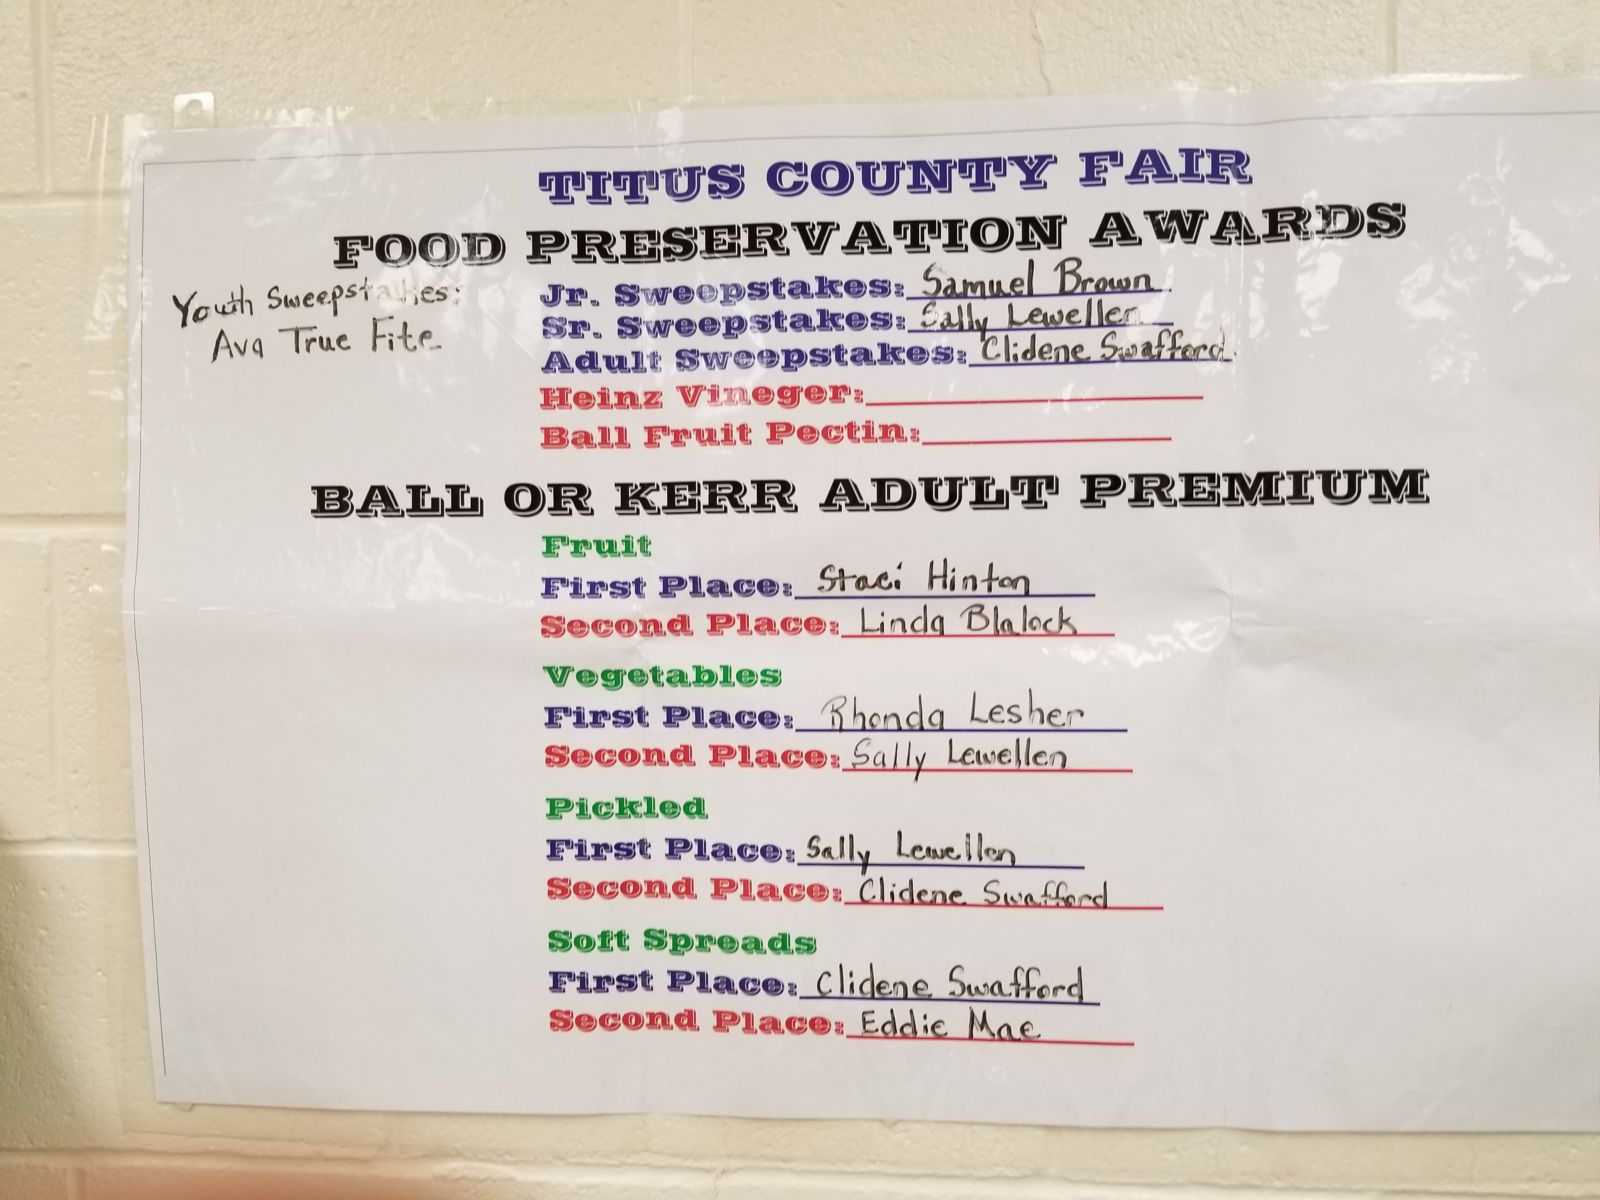 TITUS COUNTY FAIR
FOOD PRESERVATION AWARDS
Youth Sweepstakes:
Ava True Fite
Jr. Sweepstakes: Samuel Brown
Sr. Sweepstakes: Sally Lewellen
Adult Sweepstakes: Clidene Swafford
Heinz Vineger:
Ball Fruit Pectin:
BALL OR KERR ADULT PREMIUM
Fruit
First Place: Staci Hinton
Second Place: Linda Blalock
Vegetables
First Place: Rhonda Lesher
Second Place: Sally Lewellen
Pickled
First Place: Sally Lewellen
Second Place: Clidene Swafford
Soft Spreads
First Place: Clidene Swafford
Second Place: Eddie Mae